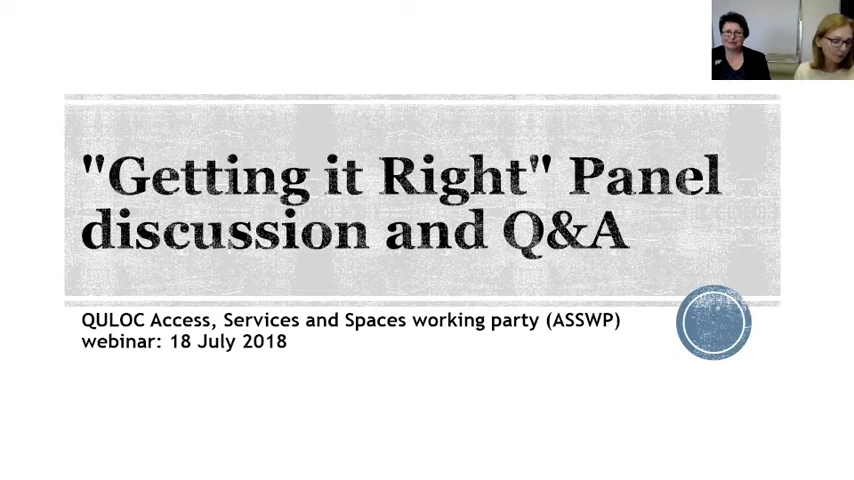 "Getting it Right" Panel
discussion and Q&A
QULOC Access, Services and Spaces working party (ASSWP)
webinar: 18 July 2018